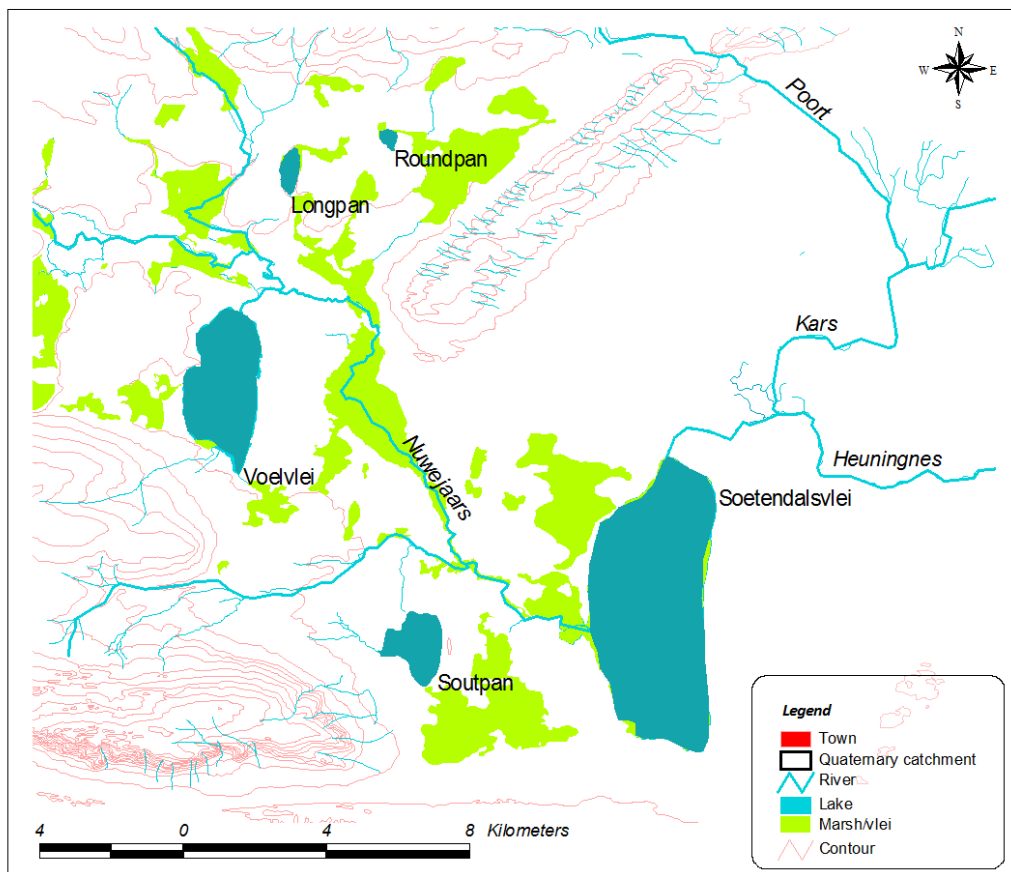 N
W E
S
Poort
Roundpan
Longpan
Kars
Nuwejaars
Heuningnes
Voelvlei
Soetendalsvlei
Soutpan
Legend
Town
Quaternary catchment
River
Lake
Marsh/vlei
Contour
4 0 4 8 Kilometers